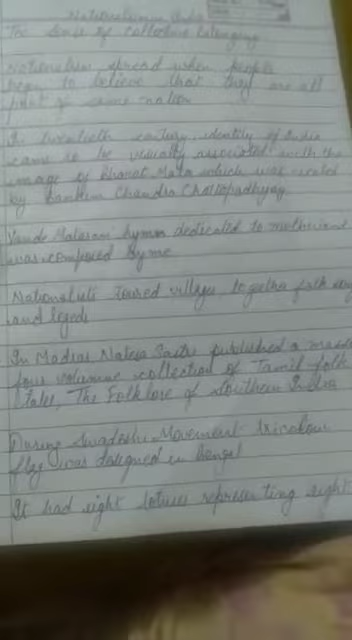 Nationalism in India
The Sense of Collective Belonging
Nationalism spread when people
began to believe that they are all
part of same nation
In twentieth century, identity of India
came to be visually associated with the
image of Bharat Mata which was created
by Bankim Chandra Chattopadhyay
Vande Mataram hymn dedicated to motherland
was composed by me
Nationalists toured villages to gather folk
and legends
In Madras Natesa Sastri published a massive
four volume collection of Tamil folk
tales, The Folklore of Southern India
During Swadeshi Movement tricolour
flag was designed in Bengal
It had eight lotuses representing eight